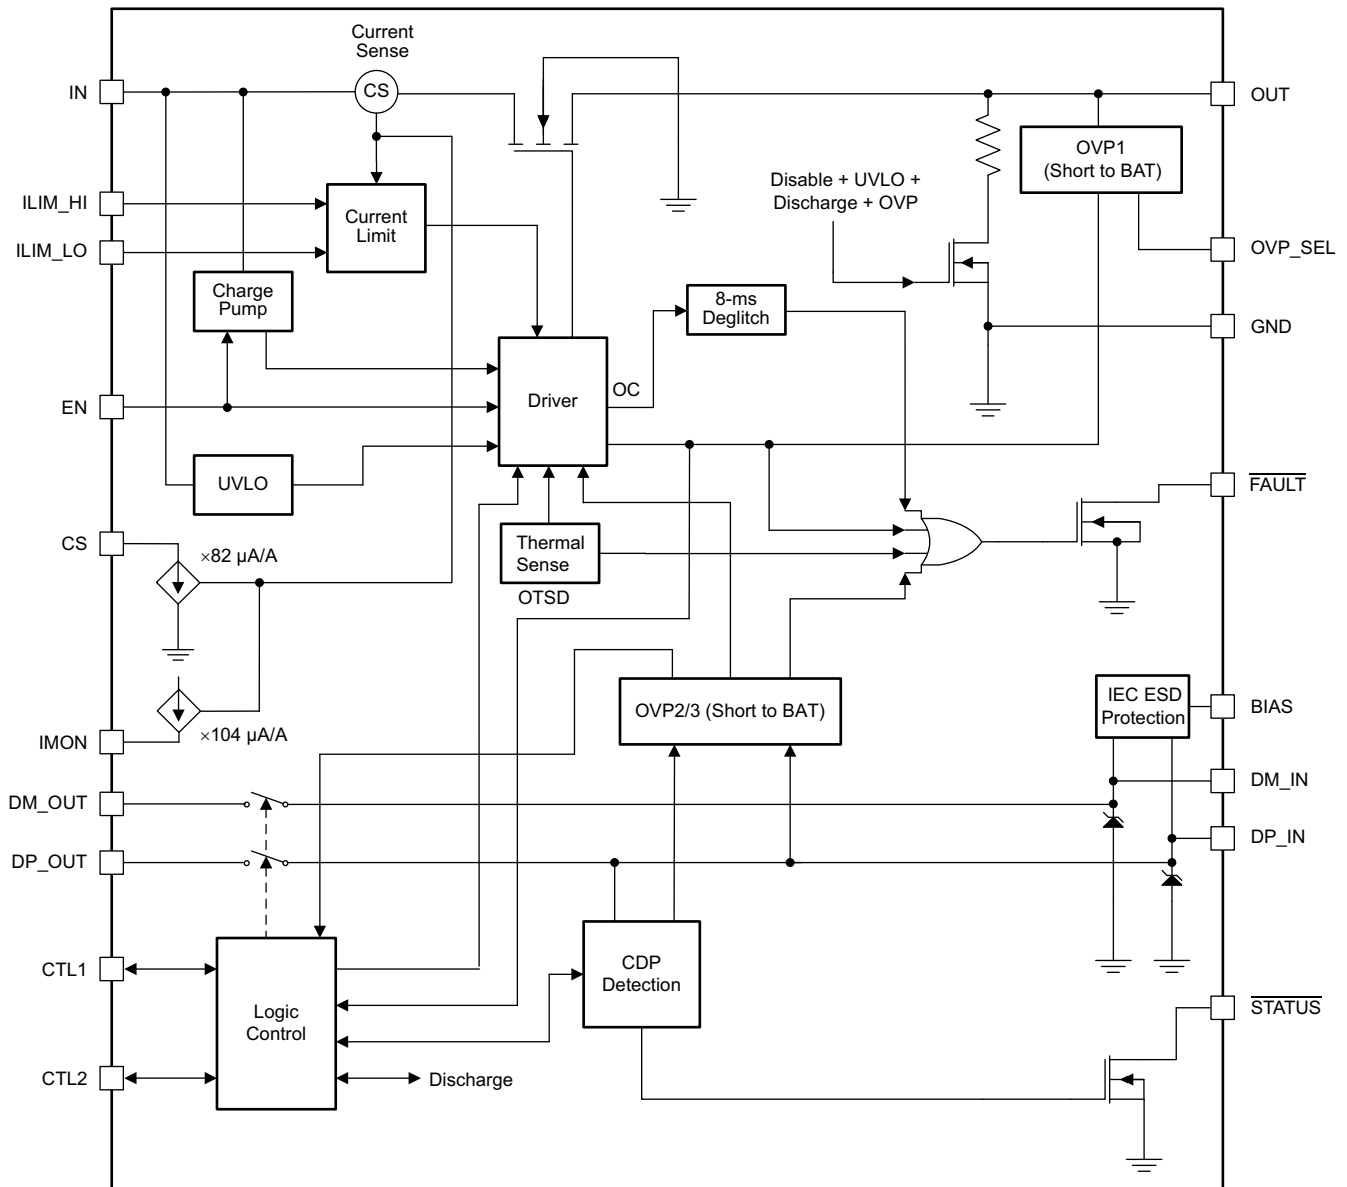 Current
Sense
IN
CS
OUT
OVP1
(Short to BAT)
Disable + UVLO +
Discharge + OVP
ILIM_HI
Current
Limit
ILIM_LO
OVP_SEL
Charge
Pump
8-ms
Deglitch
GND
EN
Driver
OC
UVLO
FAULT
CS
×82 µA/A
Thermal
Sense
OTSD
IEC ESD
Protection
BIAS
OVP2/3 (Short to BAT)
×104 µA/A
IMON
DM_IN
DM_OUT
DP_IN
DP_OUT
CTL1
CDP
Detection
Logic
Control
STATUS
CTL2
Discharge